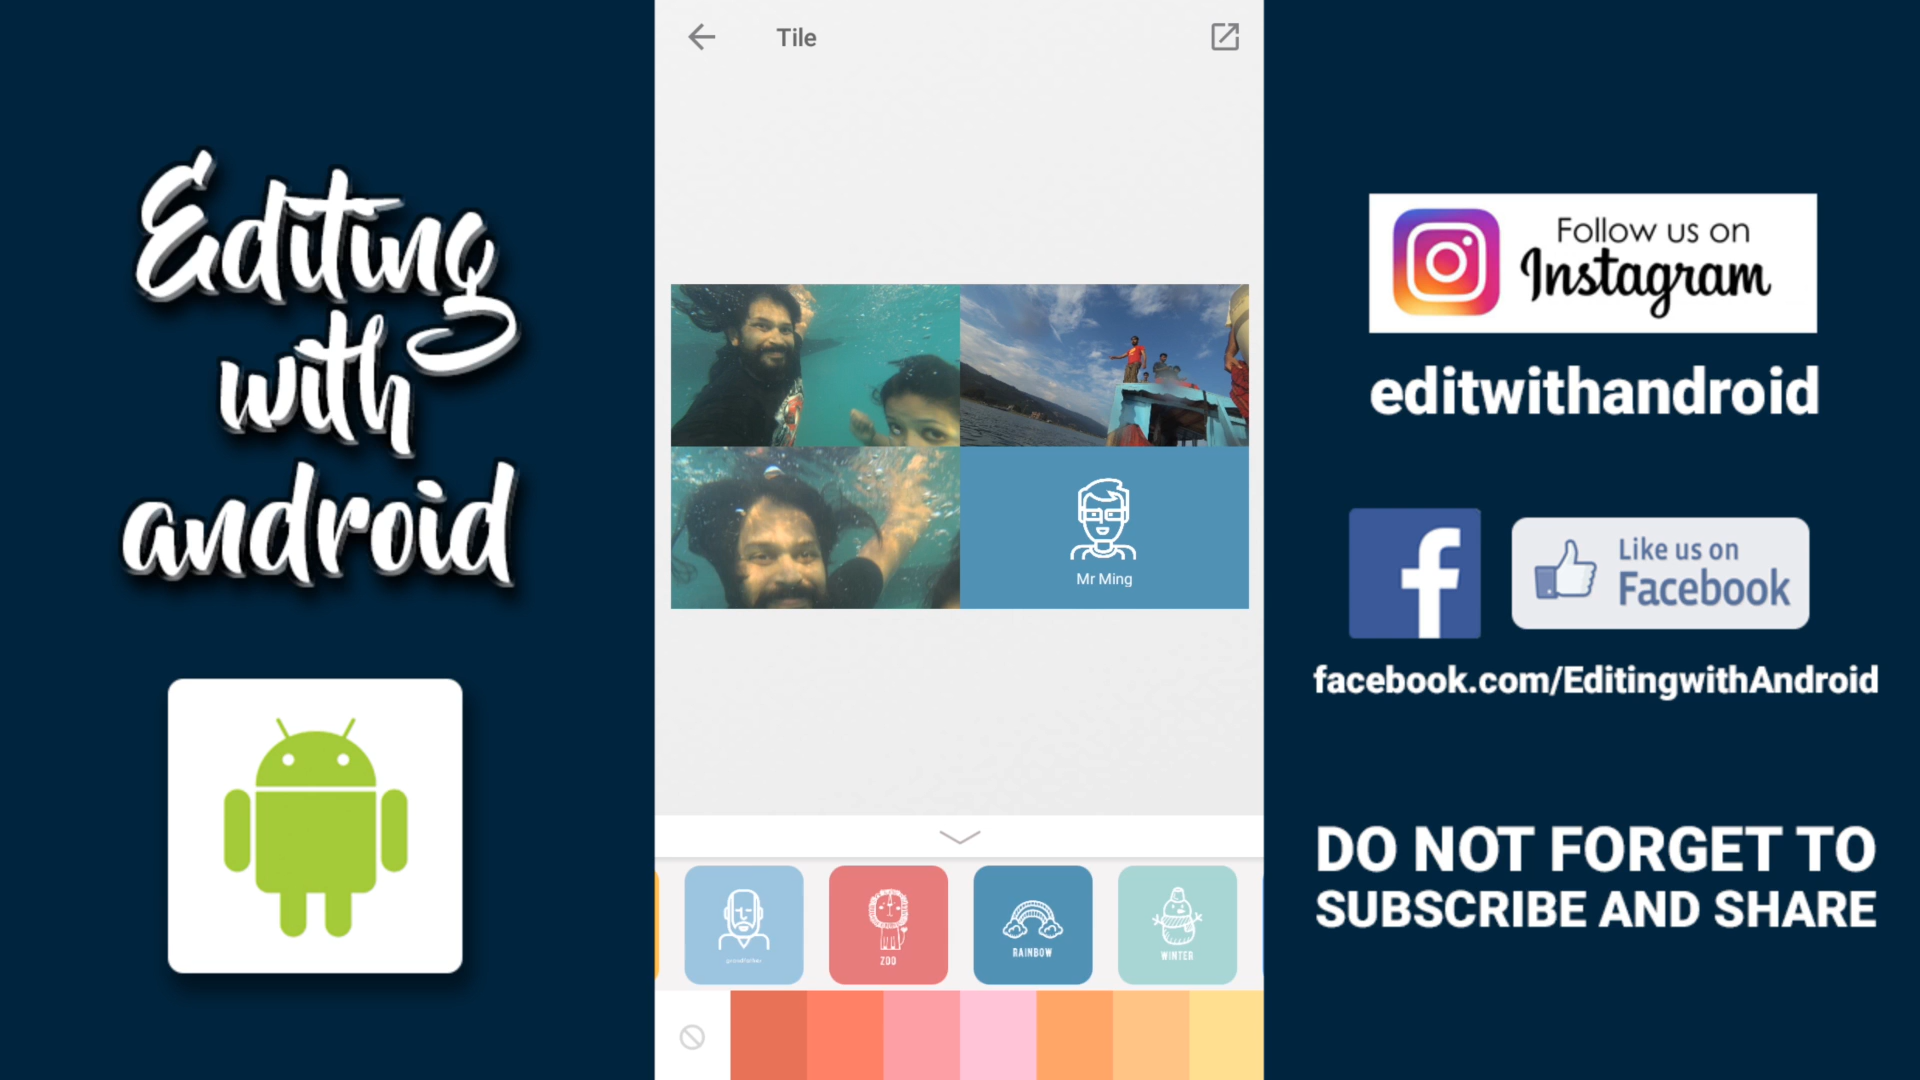 Editing
with
android
Tile
Mr Ming
ZOO
RAINBOW
WINTER
Follow us on
Instagram
editwithandroid
f
Like us on
Facebook
facebook.com/EditingwithAndroid
DO NOT FORGET TO
SUBSCRIBE AND SHARE